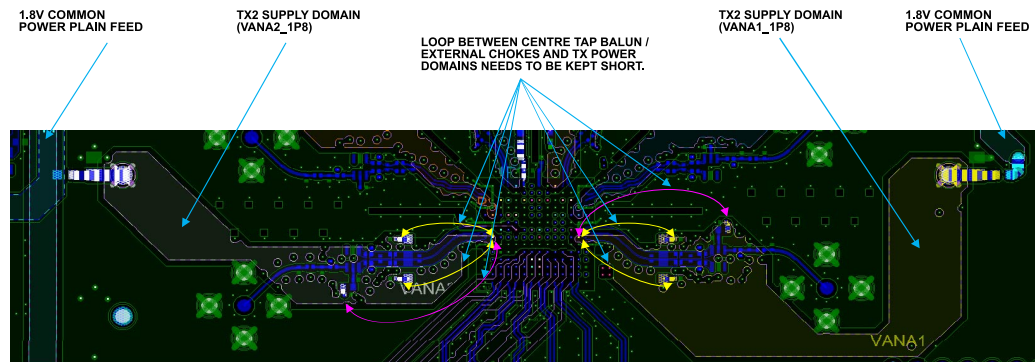 1.8V COMMON
POWER PLAIN FEED
TX2 SUPPLY DOMAIN
(VANA2_1P8)
LOOP BETWEEN CENTRE TAP BALUN /
EXTERNAL CHOKES AND TX POWER
DOMAINS NEEDS TO BE KEPT SHORT.
TX2 SUPPLY DOMAIN
(VANA1_1P8)
1.8V COMMON
POWER PLAIN FEED
VANA1